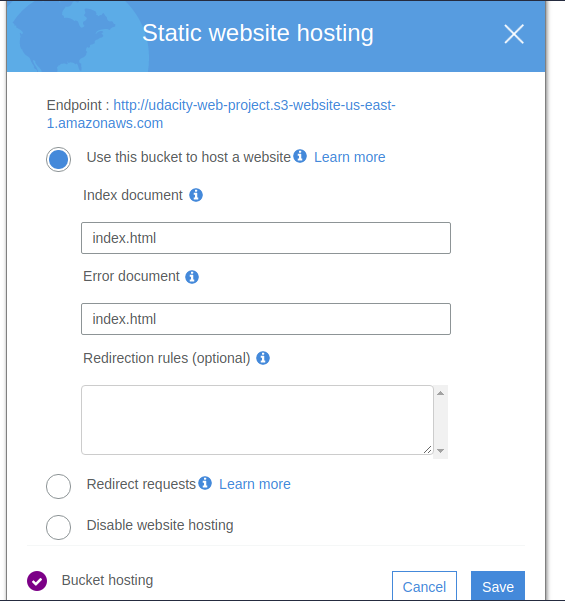 Static website hosting
Endpoint : http://udacity-web-project.s3-website-us-east-
1.amazonaws.com
Use this bucket to host a website Learn more
Index document
index.html
Error document
index.html
Redirection rules (optional)
Redirect requests Learn more
Disable website hosting
Bucket hosting Cancel Save